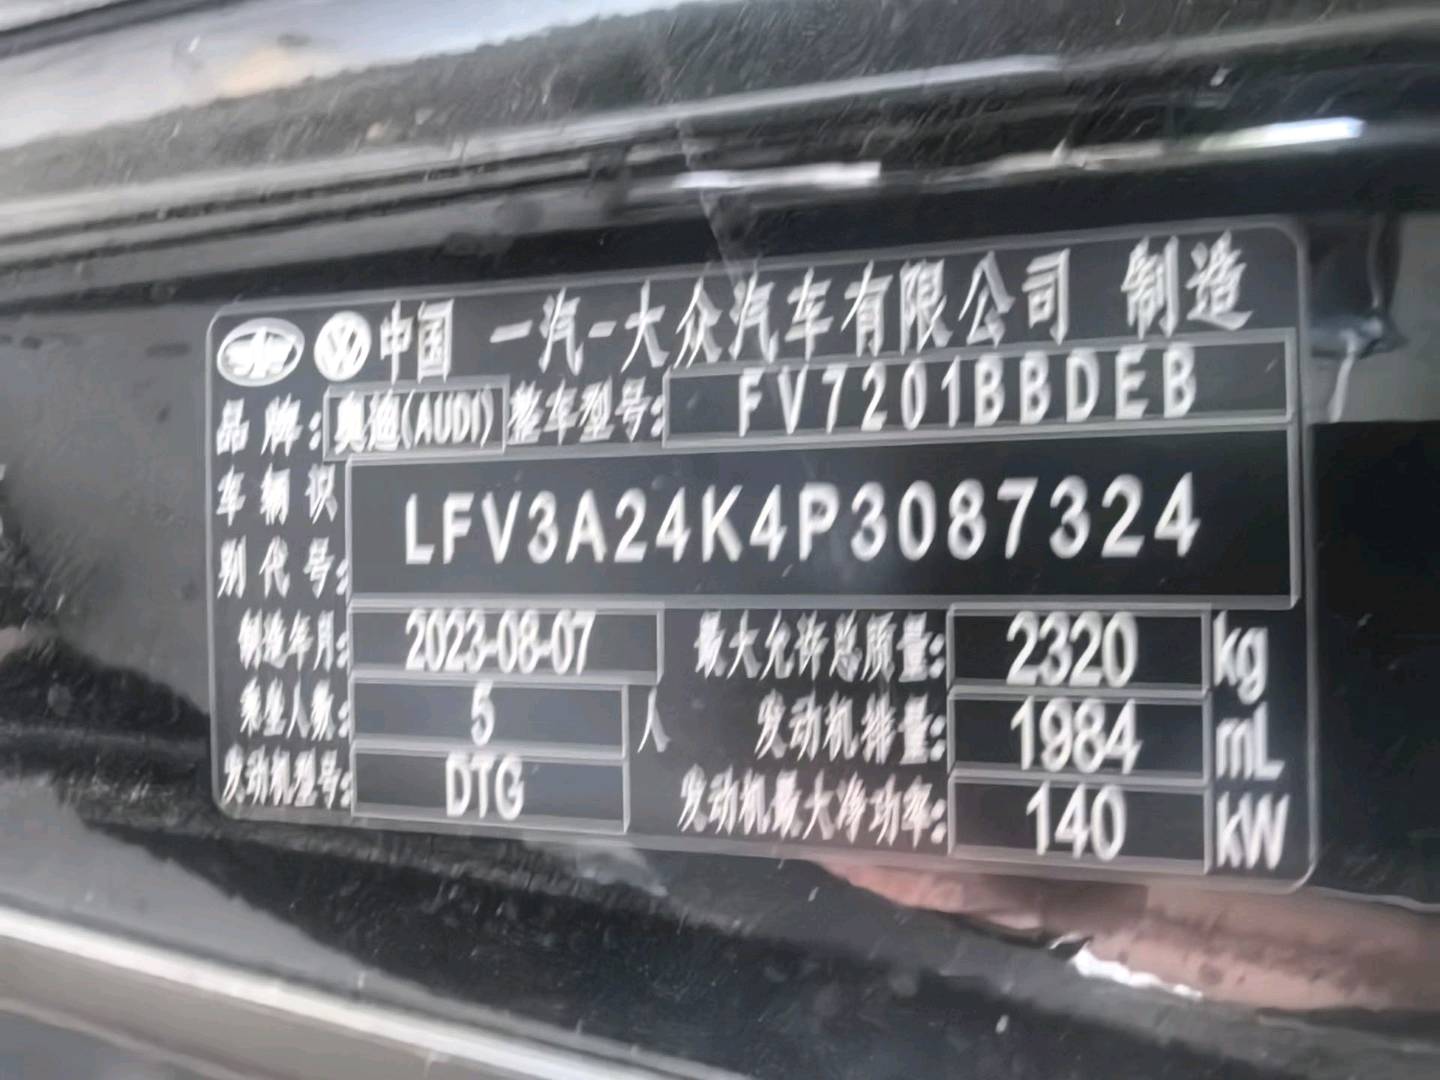 中国 一汽-大众汽车有限公司 制造
品牌: 奥迪(AUDI) 整车型号: FV7201BBDEB
车辆识别代号: LFV3A24K4P3087324
制造年月: 2023-08-07 最大允许总质量: 2320 kg
乘坐人数: 5 人 发动机排量: 1984 mL
发动机型号: DTG 发动机最大净功率: 140 kW